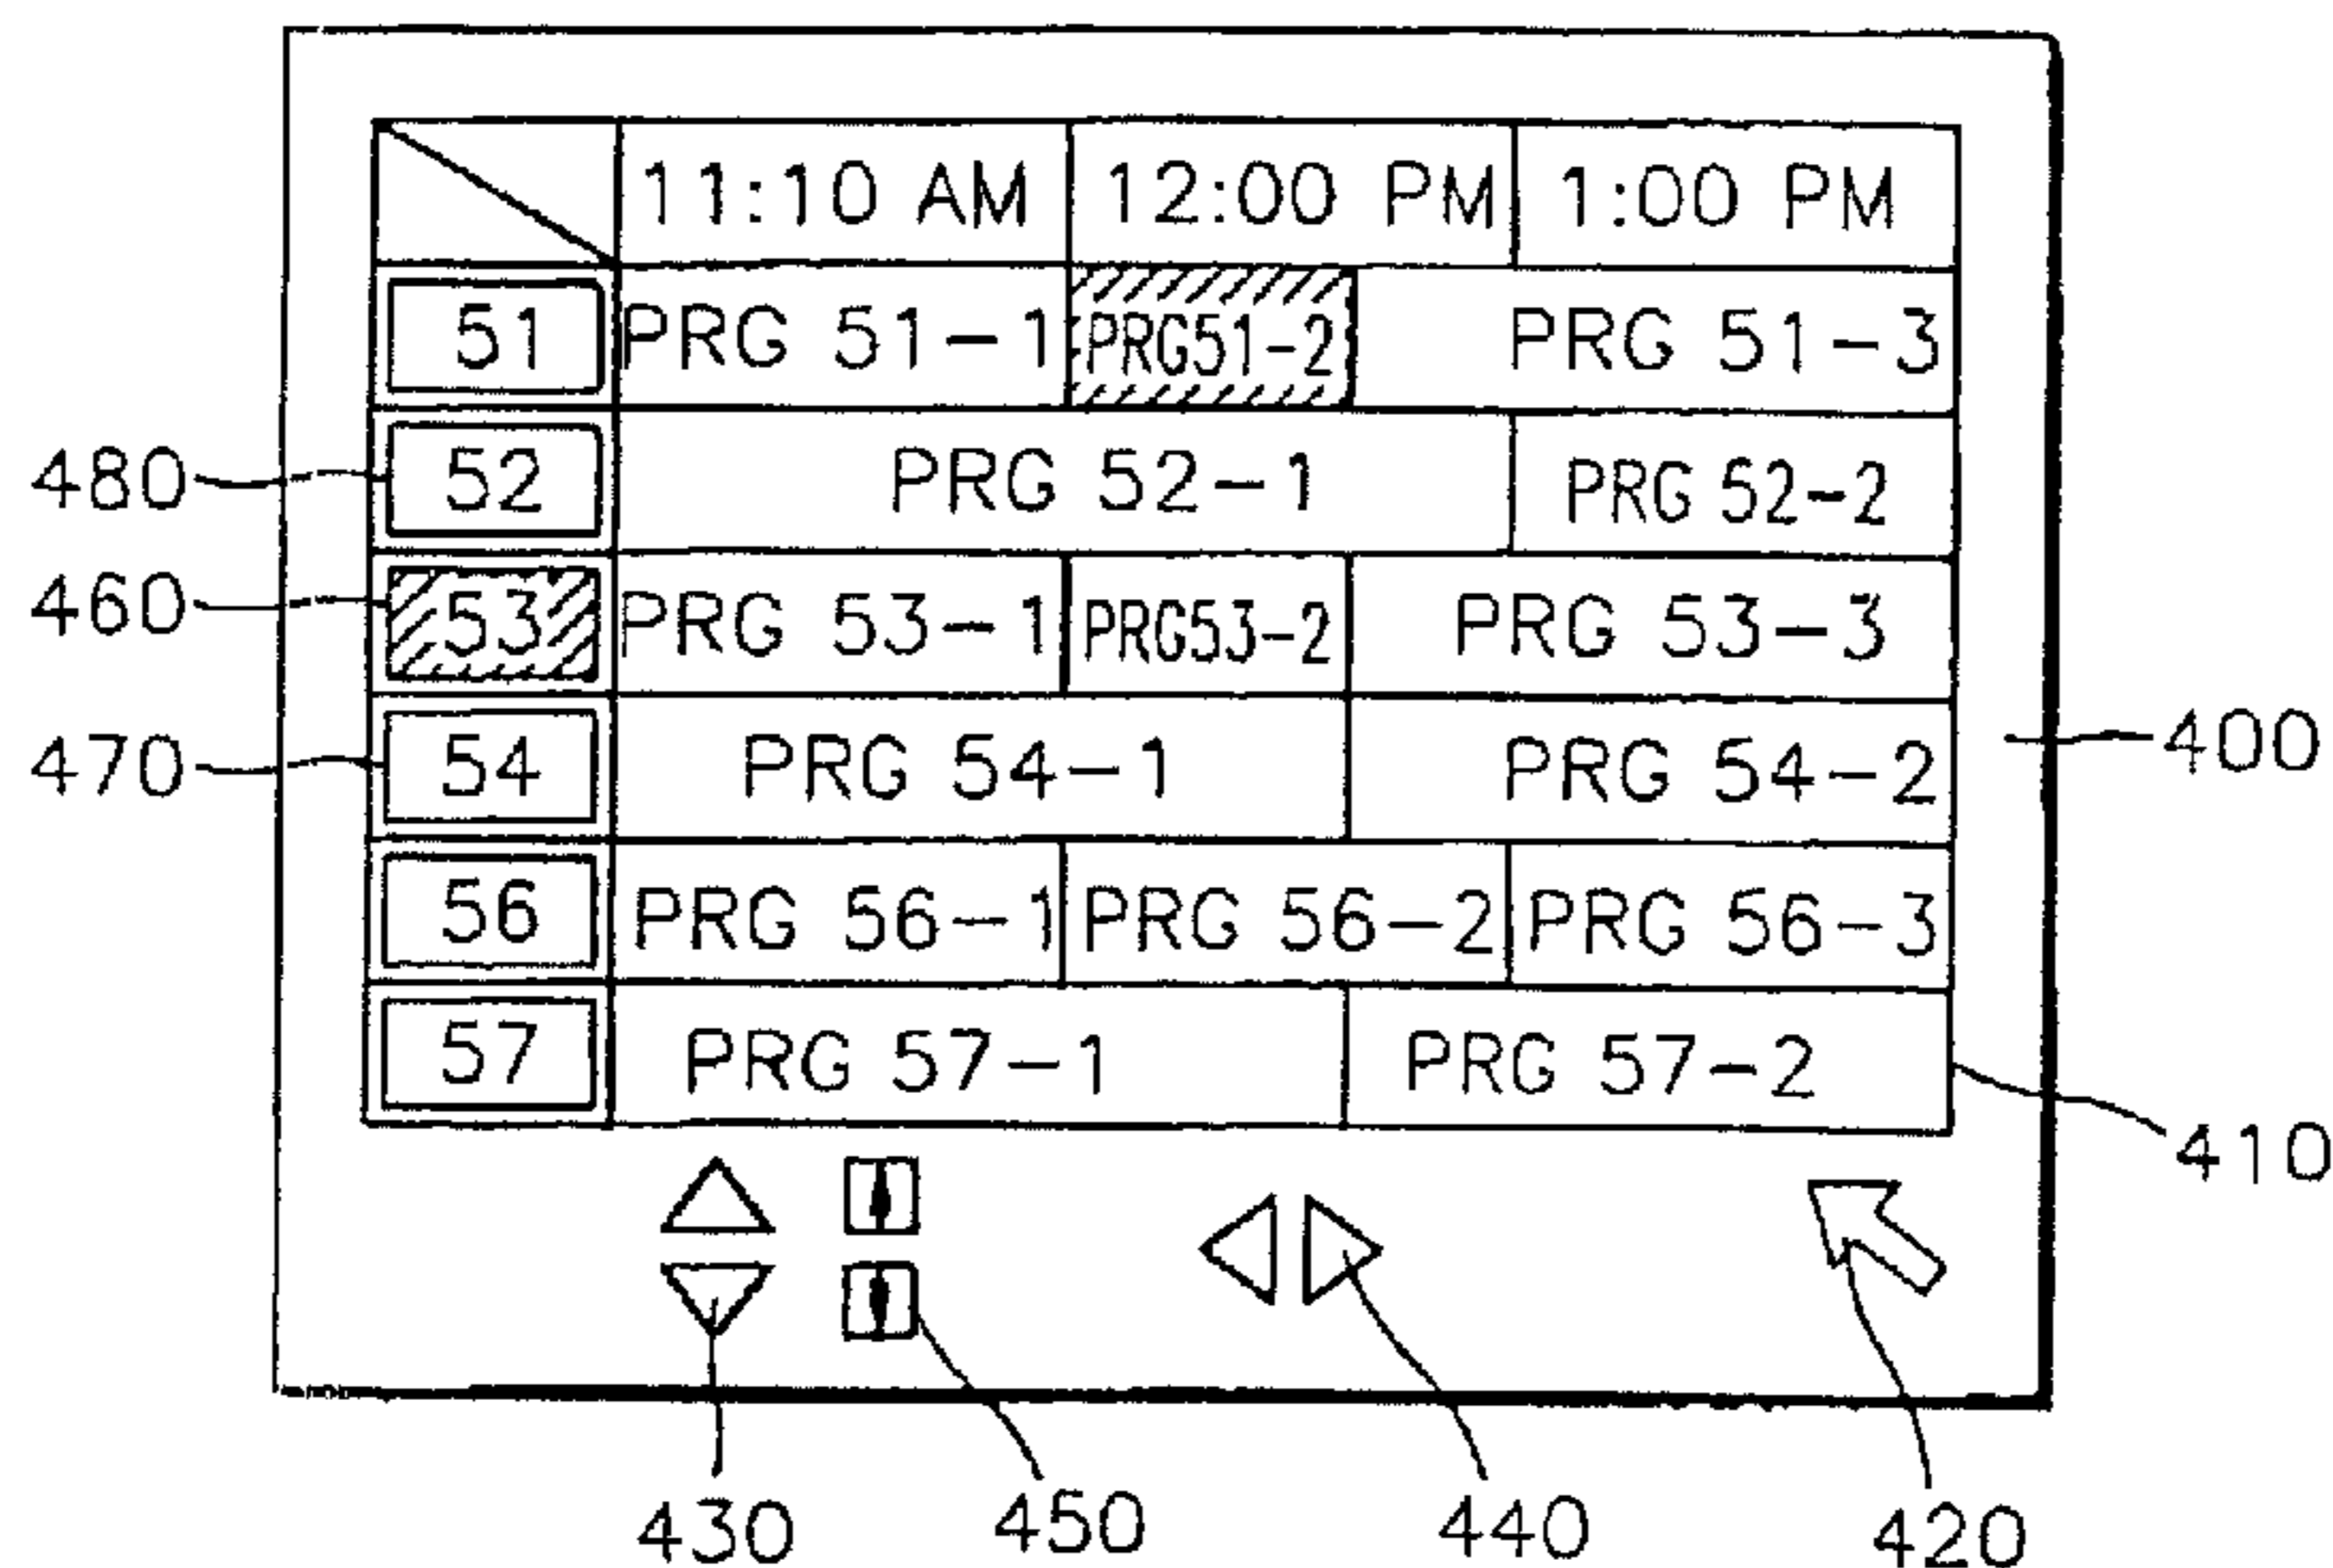 11:10 AM 12:00 PM 1:00 PM
51 PRG 51-1 PRG51-2 PRG 51-3
480 52 PRG 52-1 PRG 52-2
460 53 PRG 53-1 PRG53-2 PRG 53-3
470 54 PRG 54-1 PRG 54-2 400
56 PRG 56-1 PRG 56-2 PRG 56-3
57 PRG 57-1 PRG 57-2
410
430 450 440 420